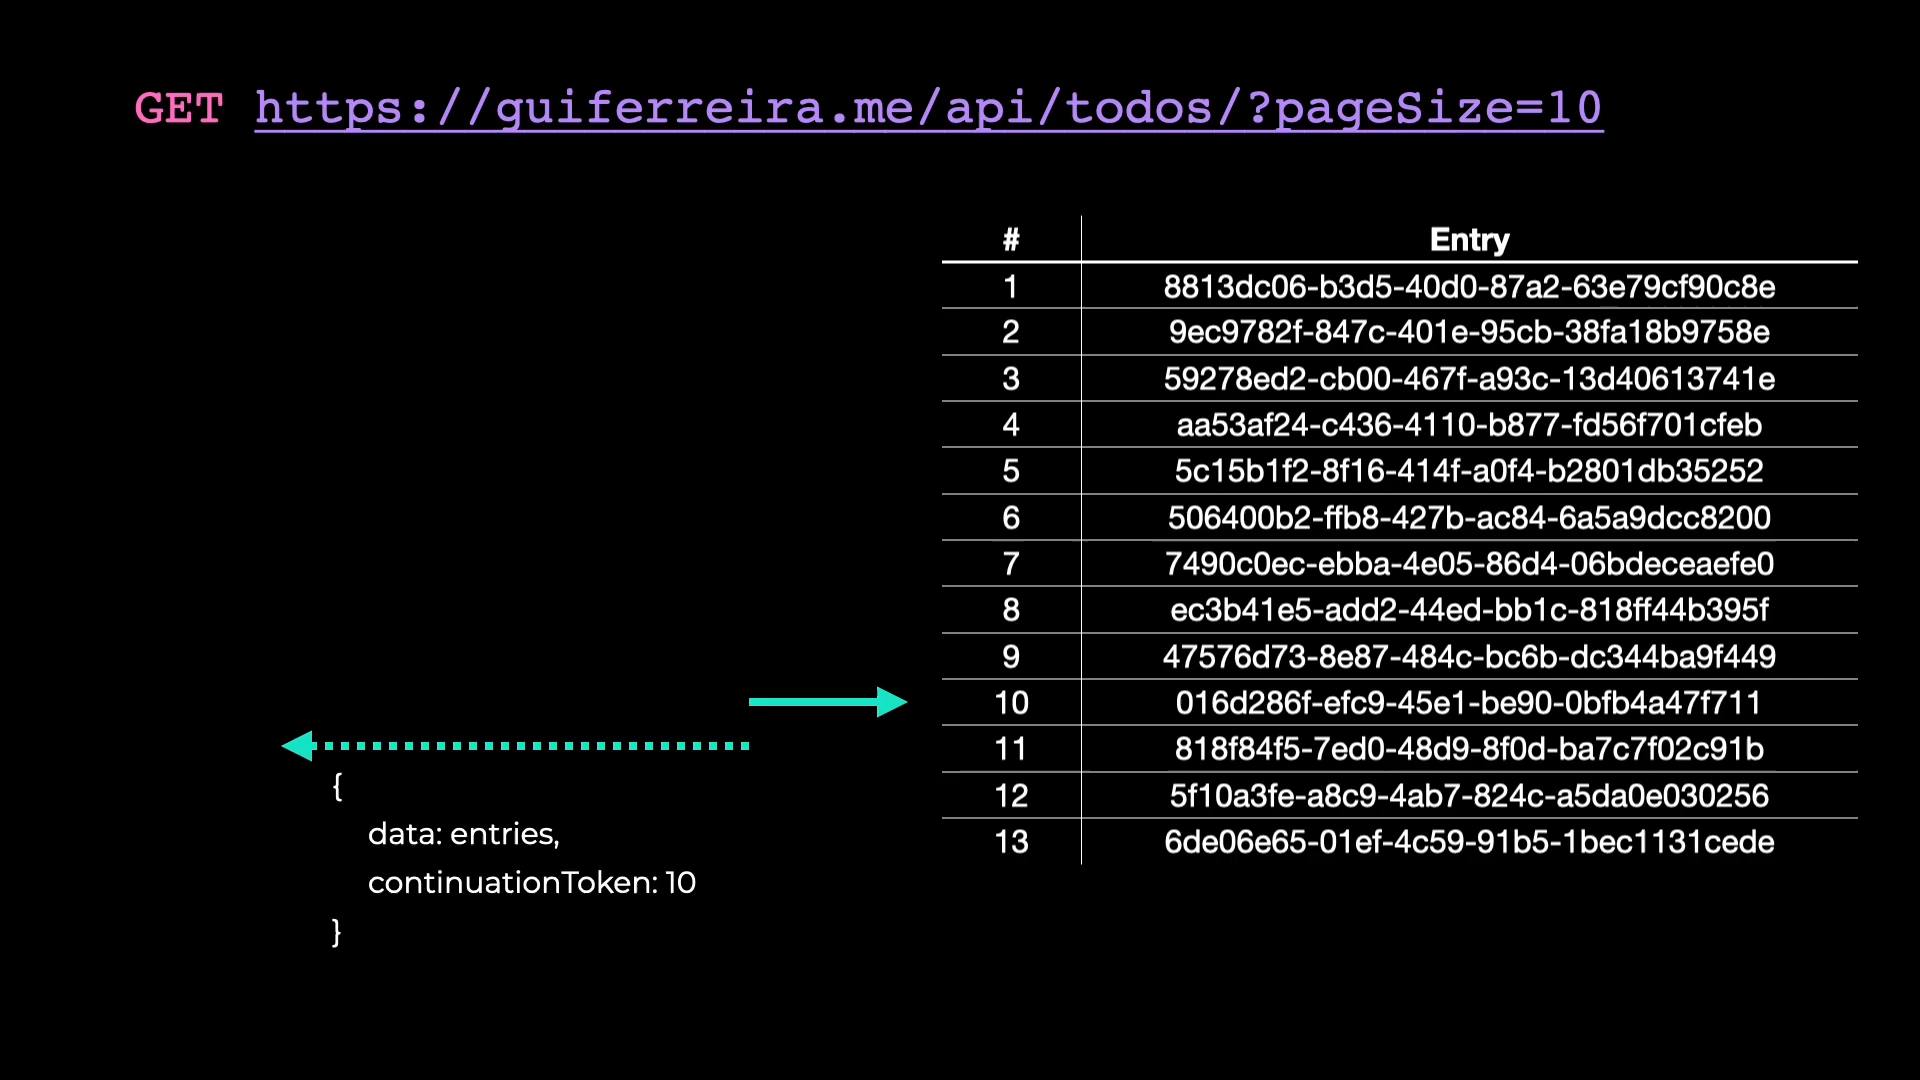 GET https://guiferreira.me/api/todos/?pageSize=10
# Entry
1 8813dc06-b3d5-40d0-87a2-63e79cf90c8e
2 9ec9782f-847c-401e-95cb-38fa18b9758e
3 59278ed2-cb00-467f-a93c-13d40613741e
4 aa53af24-c436-4110-b877-fd56f701cfeb
5 5c15b1f2-8f16-414f-a0f4-b2801db35252
6 506400b2-ffb8-427b-ac84-6a5a9dcc8200
7 7490c0ec-ebba-4e05-86d4-06bdeceaefe0
8 ec3b41e5-add2-44ed-bb1c-818ff44b395f
9 47576d73-8e87-484c-bc6b-dc344ba9f449
10 016d286f-efc9-45e1-be90-0bfb4a47f711
11 818f84f5-7ed0-48d9-8f0d-ba7c7f02c91b
12 5f10a3fe-a8c9-4ab7-824c-a5da0e030256
13 6de06e65-01ef-4c59-91b5-1bec1131cede
{
data: entries,
continuationToken: 10
}